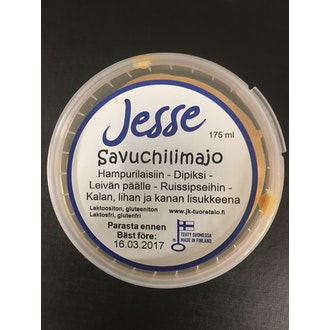 Jesse
175 ml
Savuchilimajo
Hampurilaisiin - Dipiksi -
Leivän päälle - Ruissipseihin -
Kalan, lihan ja kanan lisukkeena
Laktoositon, gluteeniton
Laktosfri, glutenfri
www.jk-tuoretalo.fi
Parasta ennen
Bäst före:
16.03.2017
TEHTY SUOMESSA
MADE IN FINLAND